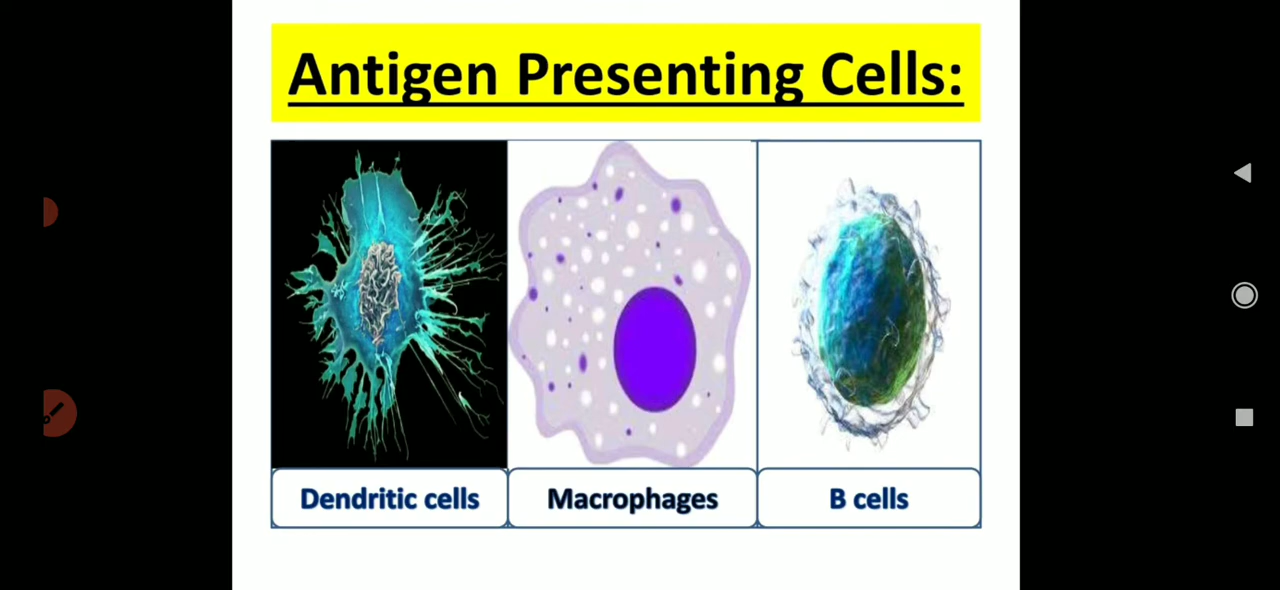 Antigen Presenting Cells:
Dendritic cells
Macrophages
B cells